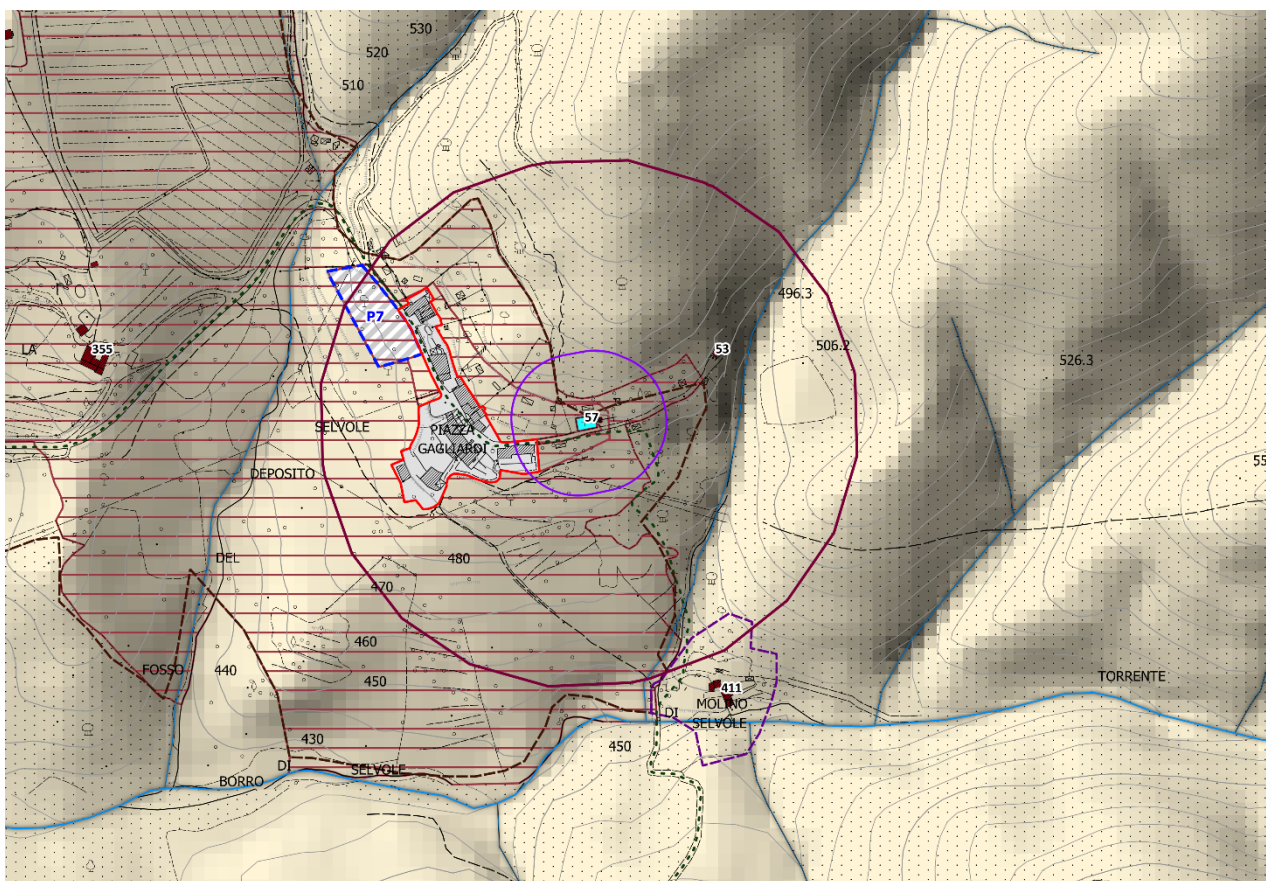 530
520
510
P.7
496.3
506.2
526.3
53
LA
355
57
SELVOLE
PIAZZA
GAGLIARDI
DEPOSITO
DEL
480
470
460
450
FOSSO
440
430
DI
BORRO
SELVOLE
450
DI
411
MOLINO
SELVOLE
TORRENTE
55